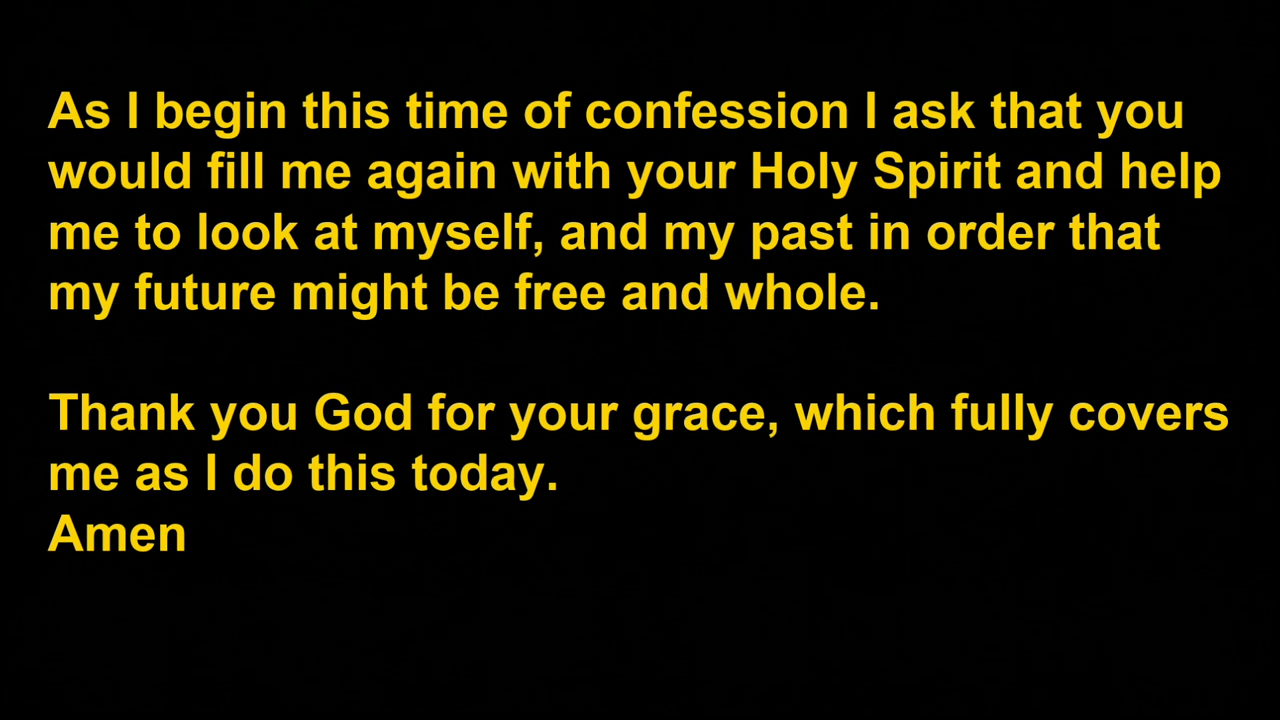 As I begin this time of confession I ask that you
would fill me again with your Holy Spirit and help
me to look at myself, and my past in order that
my future might be free and whole.
Thank you God for your grace, which fully covers
me as I do this today.
Amen